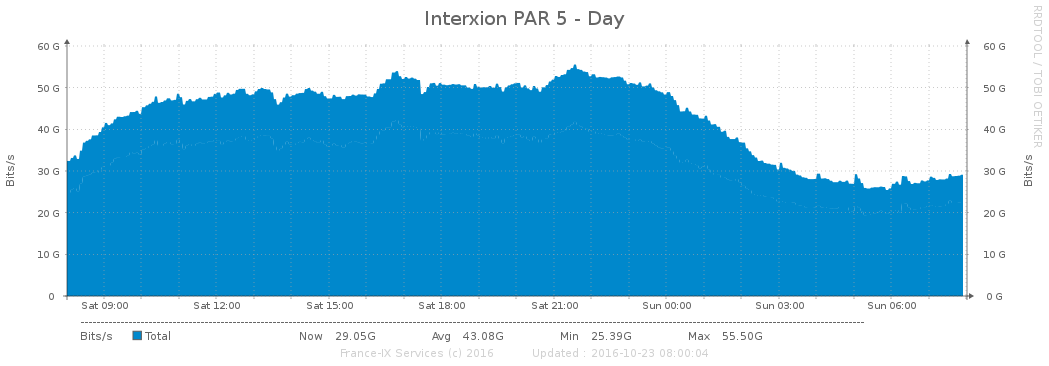 Interxion PAR 5 - Day
RRDTOOL / TOBI OETIKER
Bits/s
60 G 60 G
50 G 50 G
40 G 40 G
30 G 30 G
20 G 20 G
10 G 10 G
0 0 G
Bits/s
Sat 09:00 Sat 12:00 Sat 15:00 Sat 18:00 Sat 21:00 Sun 00:00 Sun 03:00 Sun 06:00
Bits/s Total Now 29.05G Avg 43.08G Min 25.39G Max 55.50G
France-IX Services (c) 2016 Updated : 2016-10-23 08:00:04